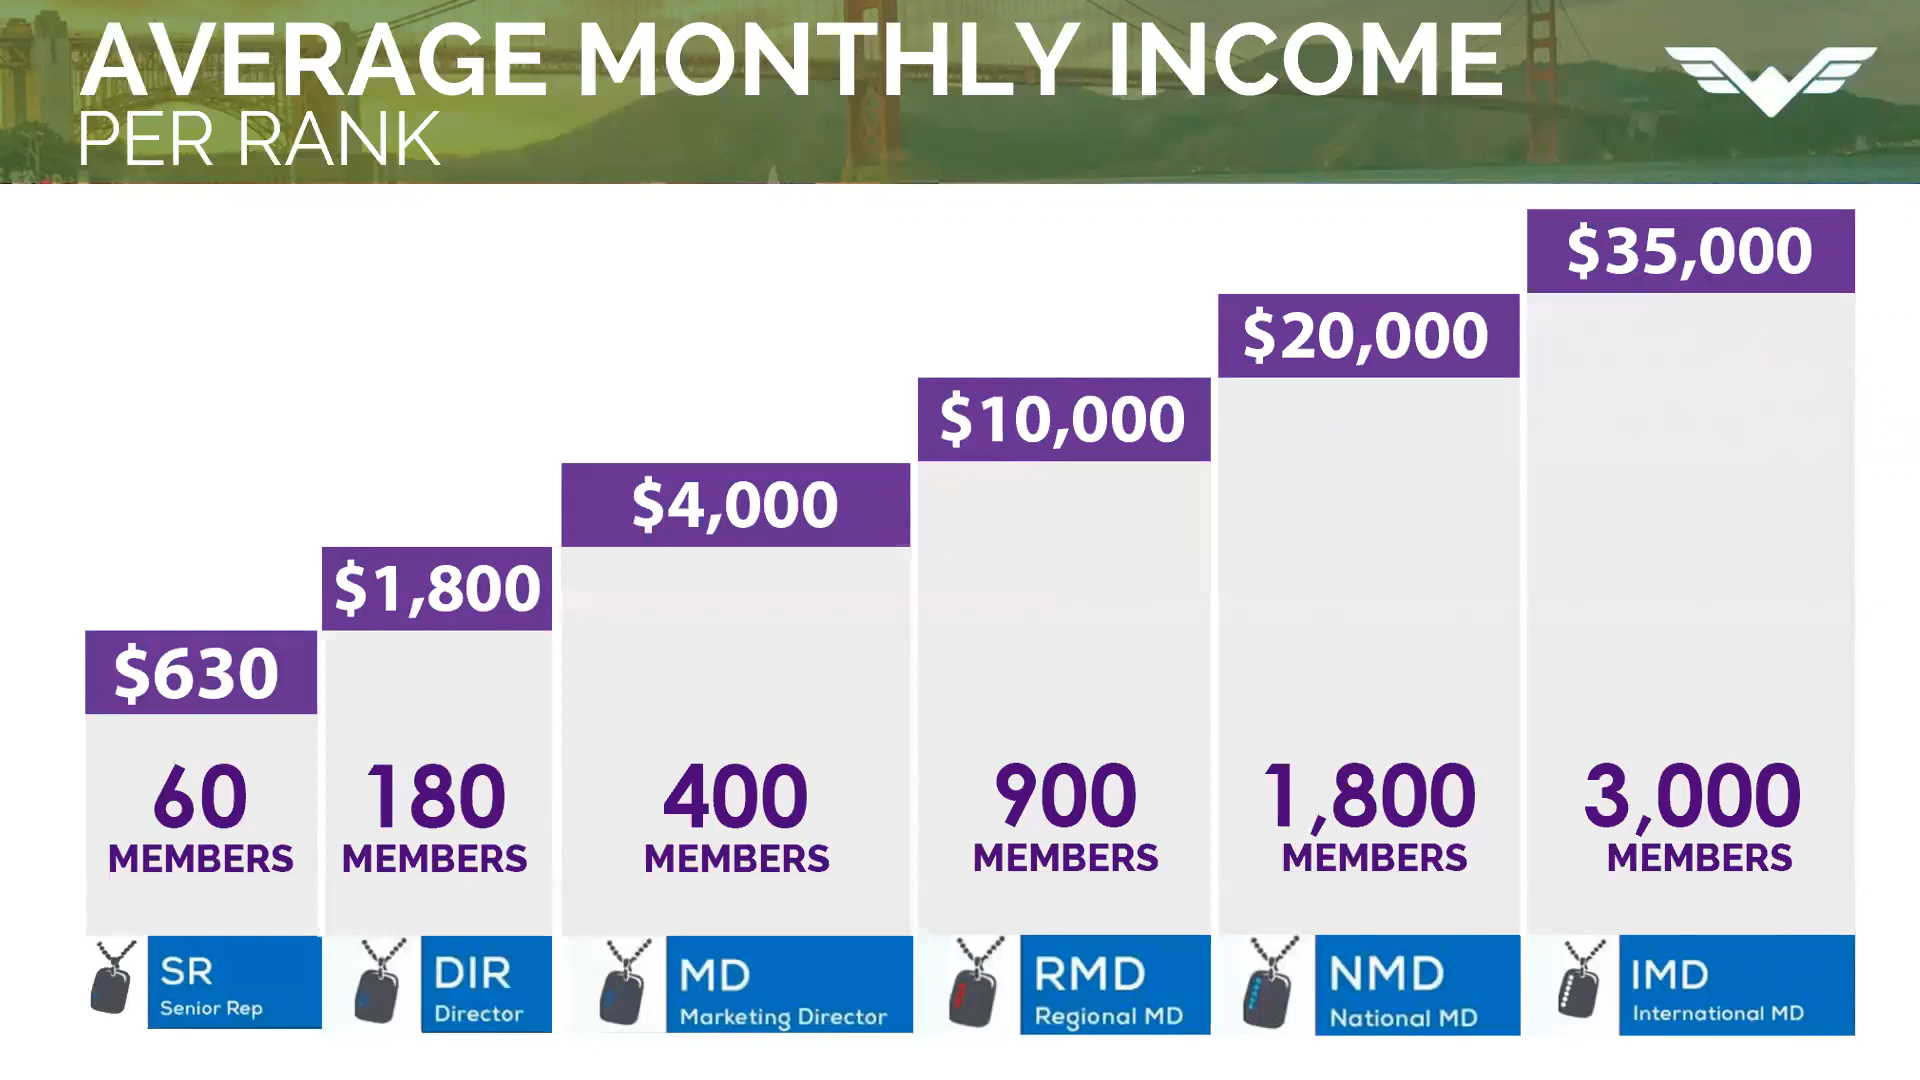 AVERAGE MONTHLY INCOME
PER RANK
$630
60
MEMBERS
SR
Senior Rep
$1,800
180
MEMBERS
DIR
Director
$4,000
400
MEMBERS
MD
Marketing Director
$10,000
900
MEMBERS
RMD
Regional MD
$20,000
1,800
MEMBERS
NMD
National MD
$35,000
3,000
MEMBERS
IMD
International MD